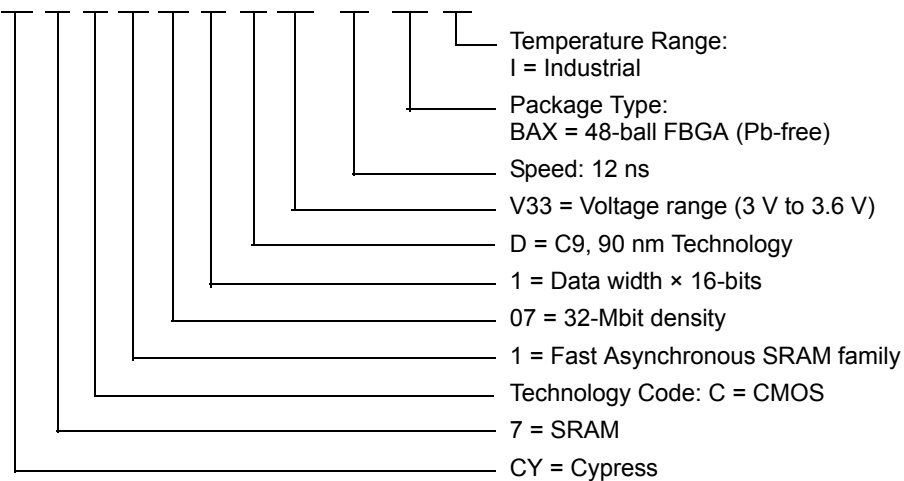 Temperature Range:
I = Industrial
Package Type:
BAX = 48-ball FBGA (Pb-free)
Speed: 12 ns
V33 = Voltage range (3 V to 3.6 V)
D = C9, 90 nm Technology
1 = Data width × 16-bits
07 = 32-Mbit density
1 = Fast Asynchronous SRAM family
Technology Code: C = CMOS
7 = SRAM
CY = Cypress